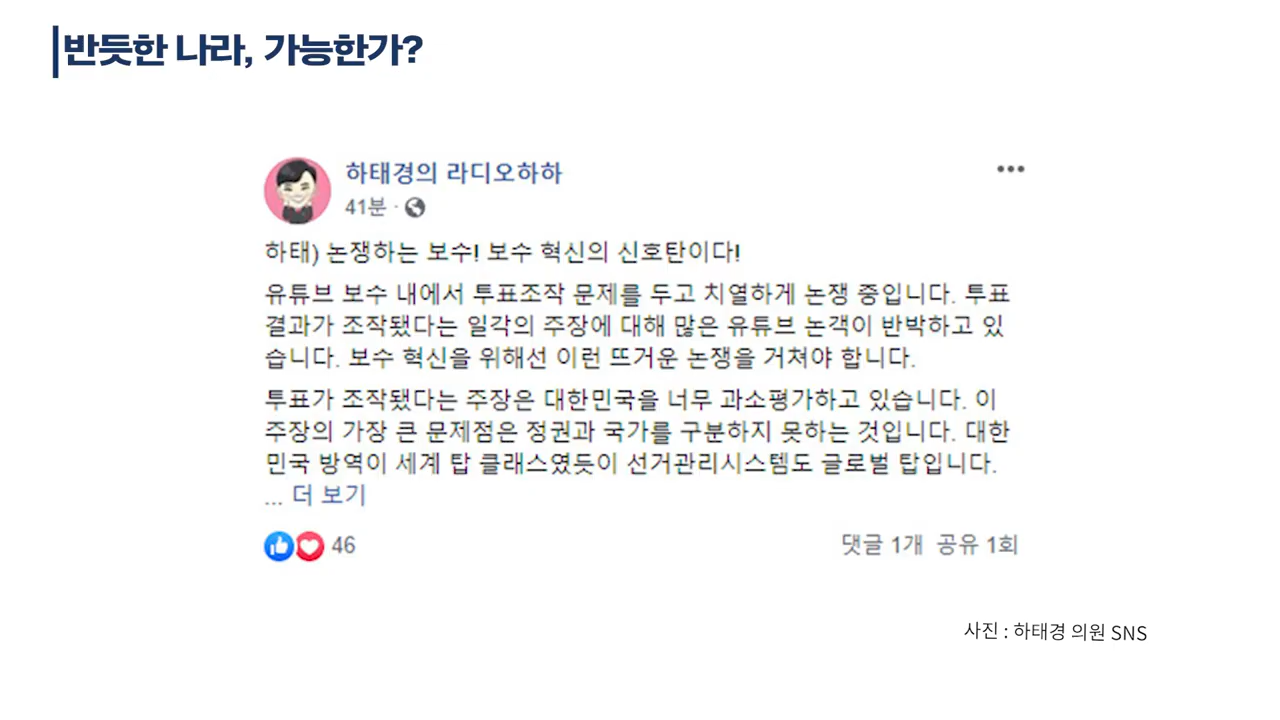 반듯한 나라, 가능한가?
하태경의 라디오하하
41분 ·
하태) 논쟁하는 보수! 보수 혁신의 신호탄이다!
유튜브 보수 내에서 투표조작 문제를 두고 치열하게 논쟁 중입니다. 투표
결과가 조작됐다는 일각의 주장에 대해 많은 유튜브 논객이 반박하고 있
습니다. 보수 혁신을 위해선 이런 뜨거운 논쟁을 거쳐야 합니다.
투표가 조작됐다는 주장은 대한민국을 너무 과소평가하고 있습니다. 이
주장의 가장 큰 문제점은 정권과 국가를 구분하지 못하는 것입니다. 대한
민국 방역이 세계 탑 클래스였듯이 선거관리시스템도 글로벌 탑입니다.
... 더 보기
46
댓글 1개 공유 1회
사진 : 하태경 의원 SNS